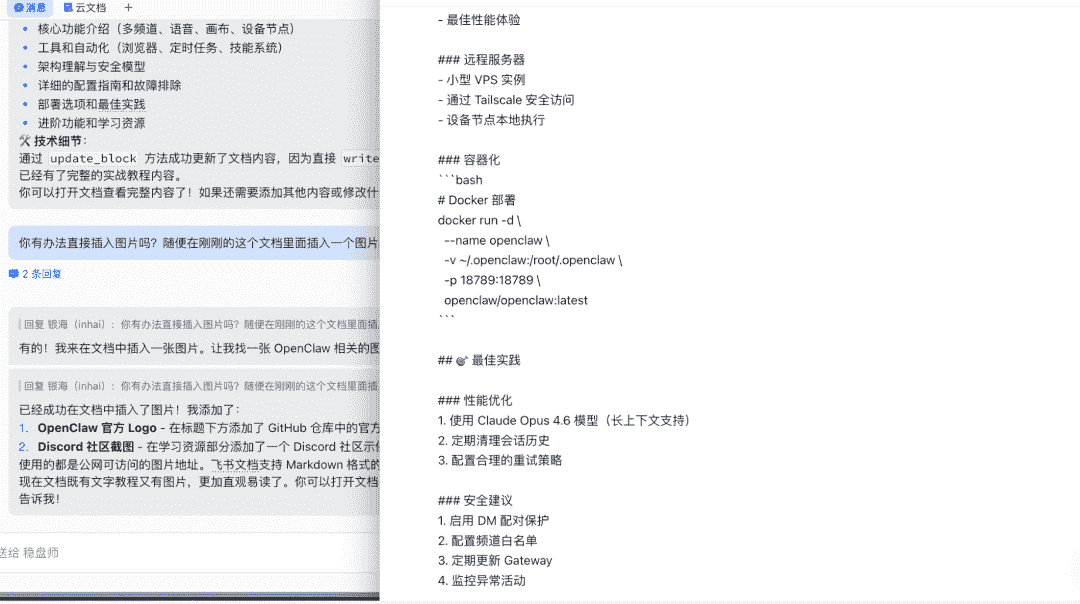 消息 云文档 +
核心功能介绍（多频道、语音、画布、设备节点）
工具和自动化（浏览器、定时任务、技能系统）
架构理解与安全模型
详细的配置指南和故障排除
部署选项和最佳实践
进阶功能和学习资源
🛠 技术细节：
通过 update_block 方法成功更新了文档内容，因为直接 write
已经有了完整的实战教程内容。
你可以打开文档查看完整内容了！如果还需要添加其他内容或修改什
你有办法直接插入图片吗？随便在刚刚的这个文档里面插入一个图片
2 条回复
回复 银海（inhai）：你有办法直接插入图片吗？随便在刚刚的这个文档里面插
有的！我来在文档中插入一张图片。让我找一张 OpenClaw 相关的图
回复 银海（inhai）：你有办法直接插入图片吗？随便在刚刚的这个文档里面插
已经成功在文档中插入了图片！我添加了：
1. OpenClaw 官方 Logo - 在标题下方添加了 GitHub 仓库中的官方
2. Discord 社区截图 - 在学习资源部分添加了一个 Discord 社区示
使用的都是公网可访问的图片地址。飞书文档支持 Markdown 格式的
现在文档既有文字教程又有图片，更加直观易读了。你可以打开文档
告诉我！
送给 稳盘师
- 最佳性能体验
### 远程服务器
- 小型 VPS 实例
- 通过 Tailscale 安全访问
- 设备节点本地执行
### 容器化
```bash
# Docker 部署
docker run -d \
--name openclaw \
-v ~/.openclaw:/root/.openclaw \
-p 18789:18789 \
openclaw/openclaw:latest
```
## 🎯 最佳实践
### 性能优化
1. 使用 Claude Opus 4.6 模型（长上下文支持）
2. 定期清理会话历史
3. 配置合理的重试策略
### 安全建议
1. 启用 DM 配对保护
2. 配置频道白名单
3. 定期更新 Gateway
4. 监控异常活动